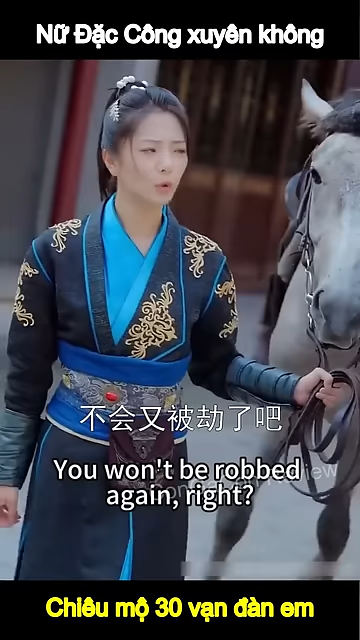 Nữ Đặc Công xuyên không
不会又被劫了吧
You won't be robbed
again, right?
Chiêu mộ 30 vạn đàn em